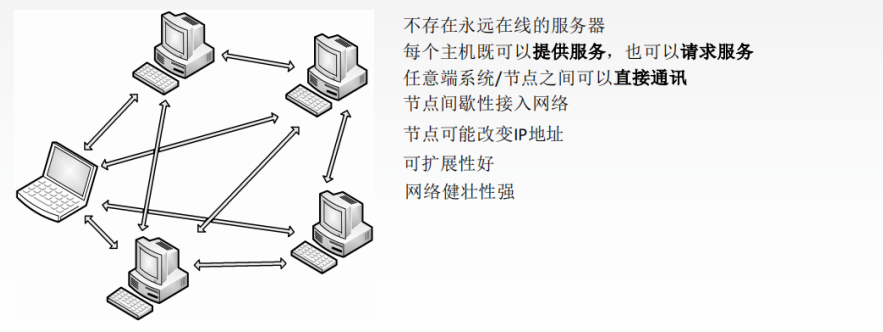 不存在永远在线的服务器
每个主机既可以提供服务，也可以请求服务
任意端系统/节点之间可以直接通讯
节点间歇性接入网络
节点可能改变IP地址
可扩展性好
网络健壮性强